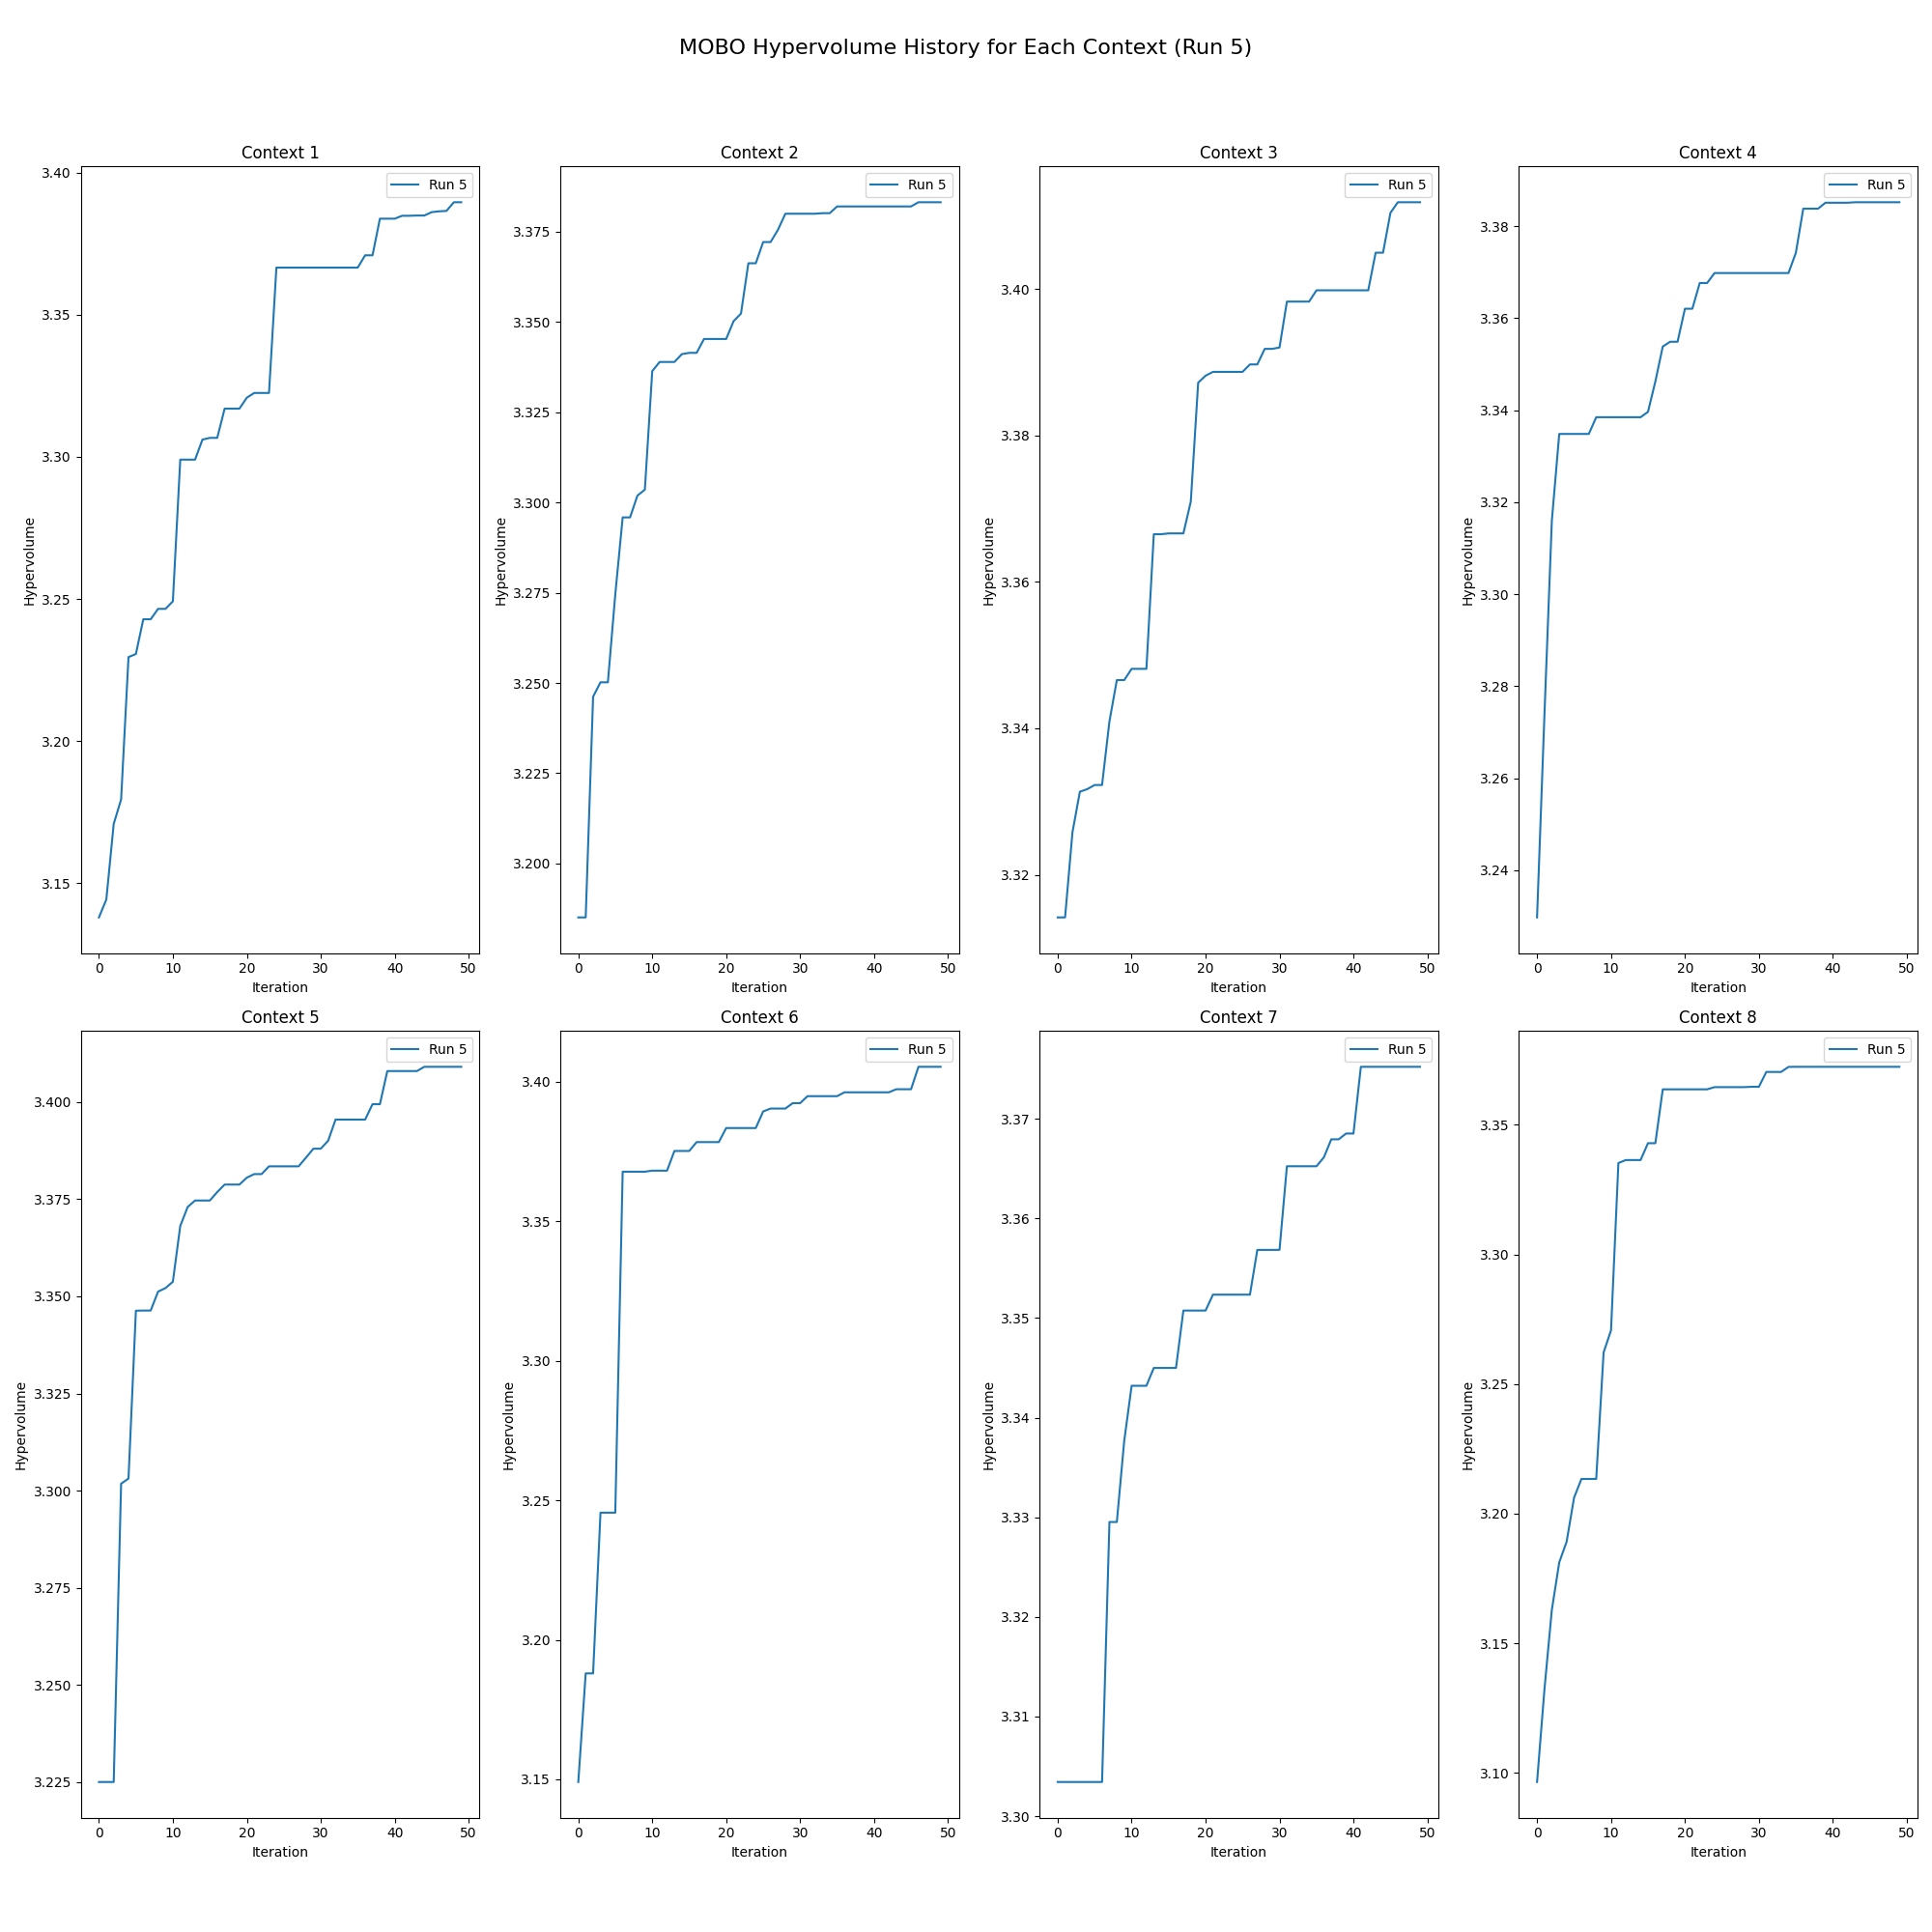 MOBO Hypervolume History for Each Context (Run 5)
Context 1
Run 5
3.40
3.35
3.30
3.25
3.20
3.15
Hypervolume
0 10 20 30 40 50
Iteration
Context 2
Run 5
3.375
3.350
3.325
3.300
3.275
3.250
3.225
3.200
Hypervolume
0 10 20 30 40 50
Iteration
Context 3
Run 5
3.40
3.38
3.36
3.34
3.32
Hypervolume
0 10 20 30 40 50
Iteration
Context 4
Run 5
3.38
3.36
3.34
3.32
3.30
3.28
3.26
3.24
Hypervolume
0 10 20 30 40 50
Iteration
Context 5
Run 5
3.400
3.375
3.350
3.325
3.300
3.275
3.250
3.225
Hypervolume
0 10 20 30 40 50
Iteration
Context 6
Run 5
3.40
3.35
3.30
3.25
3.20
3.15
Hypervolume
0 10 20 30 40 50
Iteration
Context 7
Run 5
3.37
3.36
3.35
3.34
3.33
3.32
3.31
3.30
Hypervolume
0 10 20 30 40 50
Iteration
Context 8
Run 5
3.35
3.30
3.25
3.20
3.15
3.10
Hypervolume
0 10 20 30 40 50
Iteration